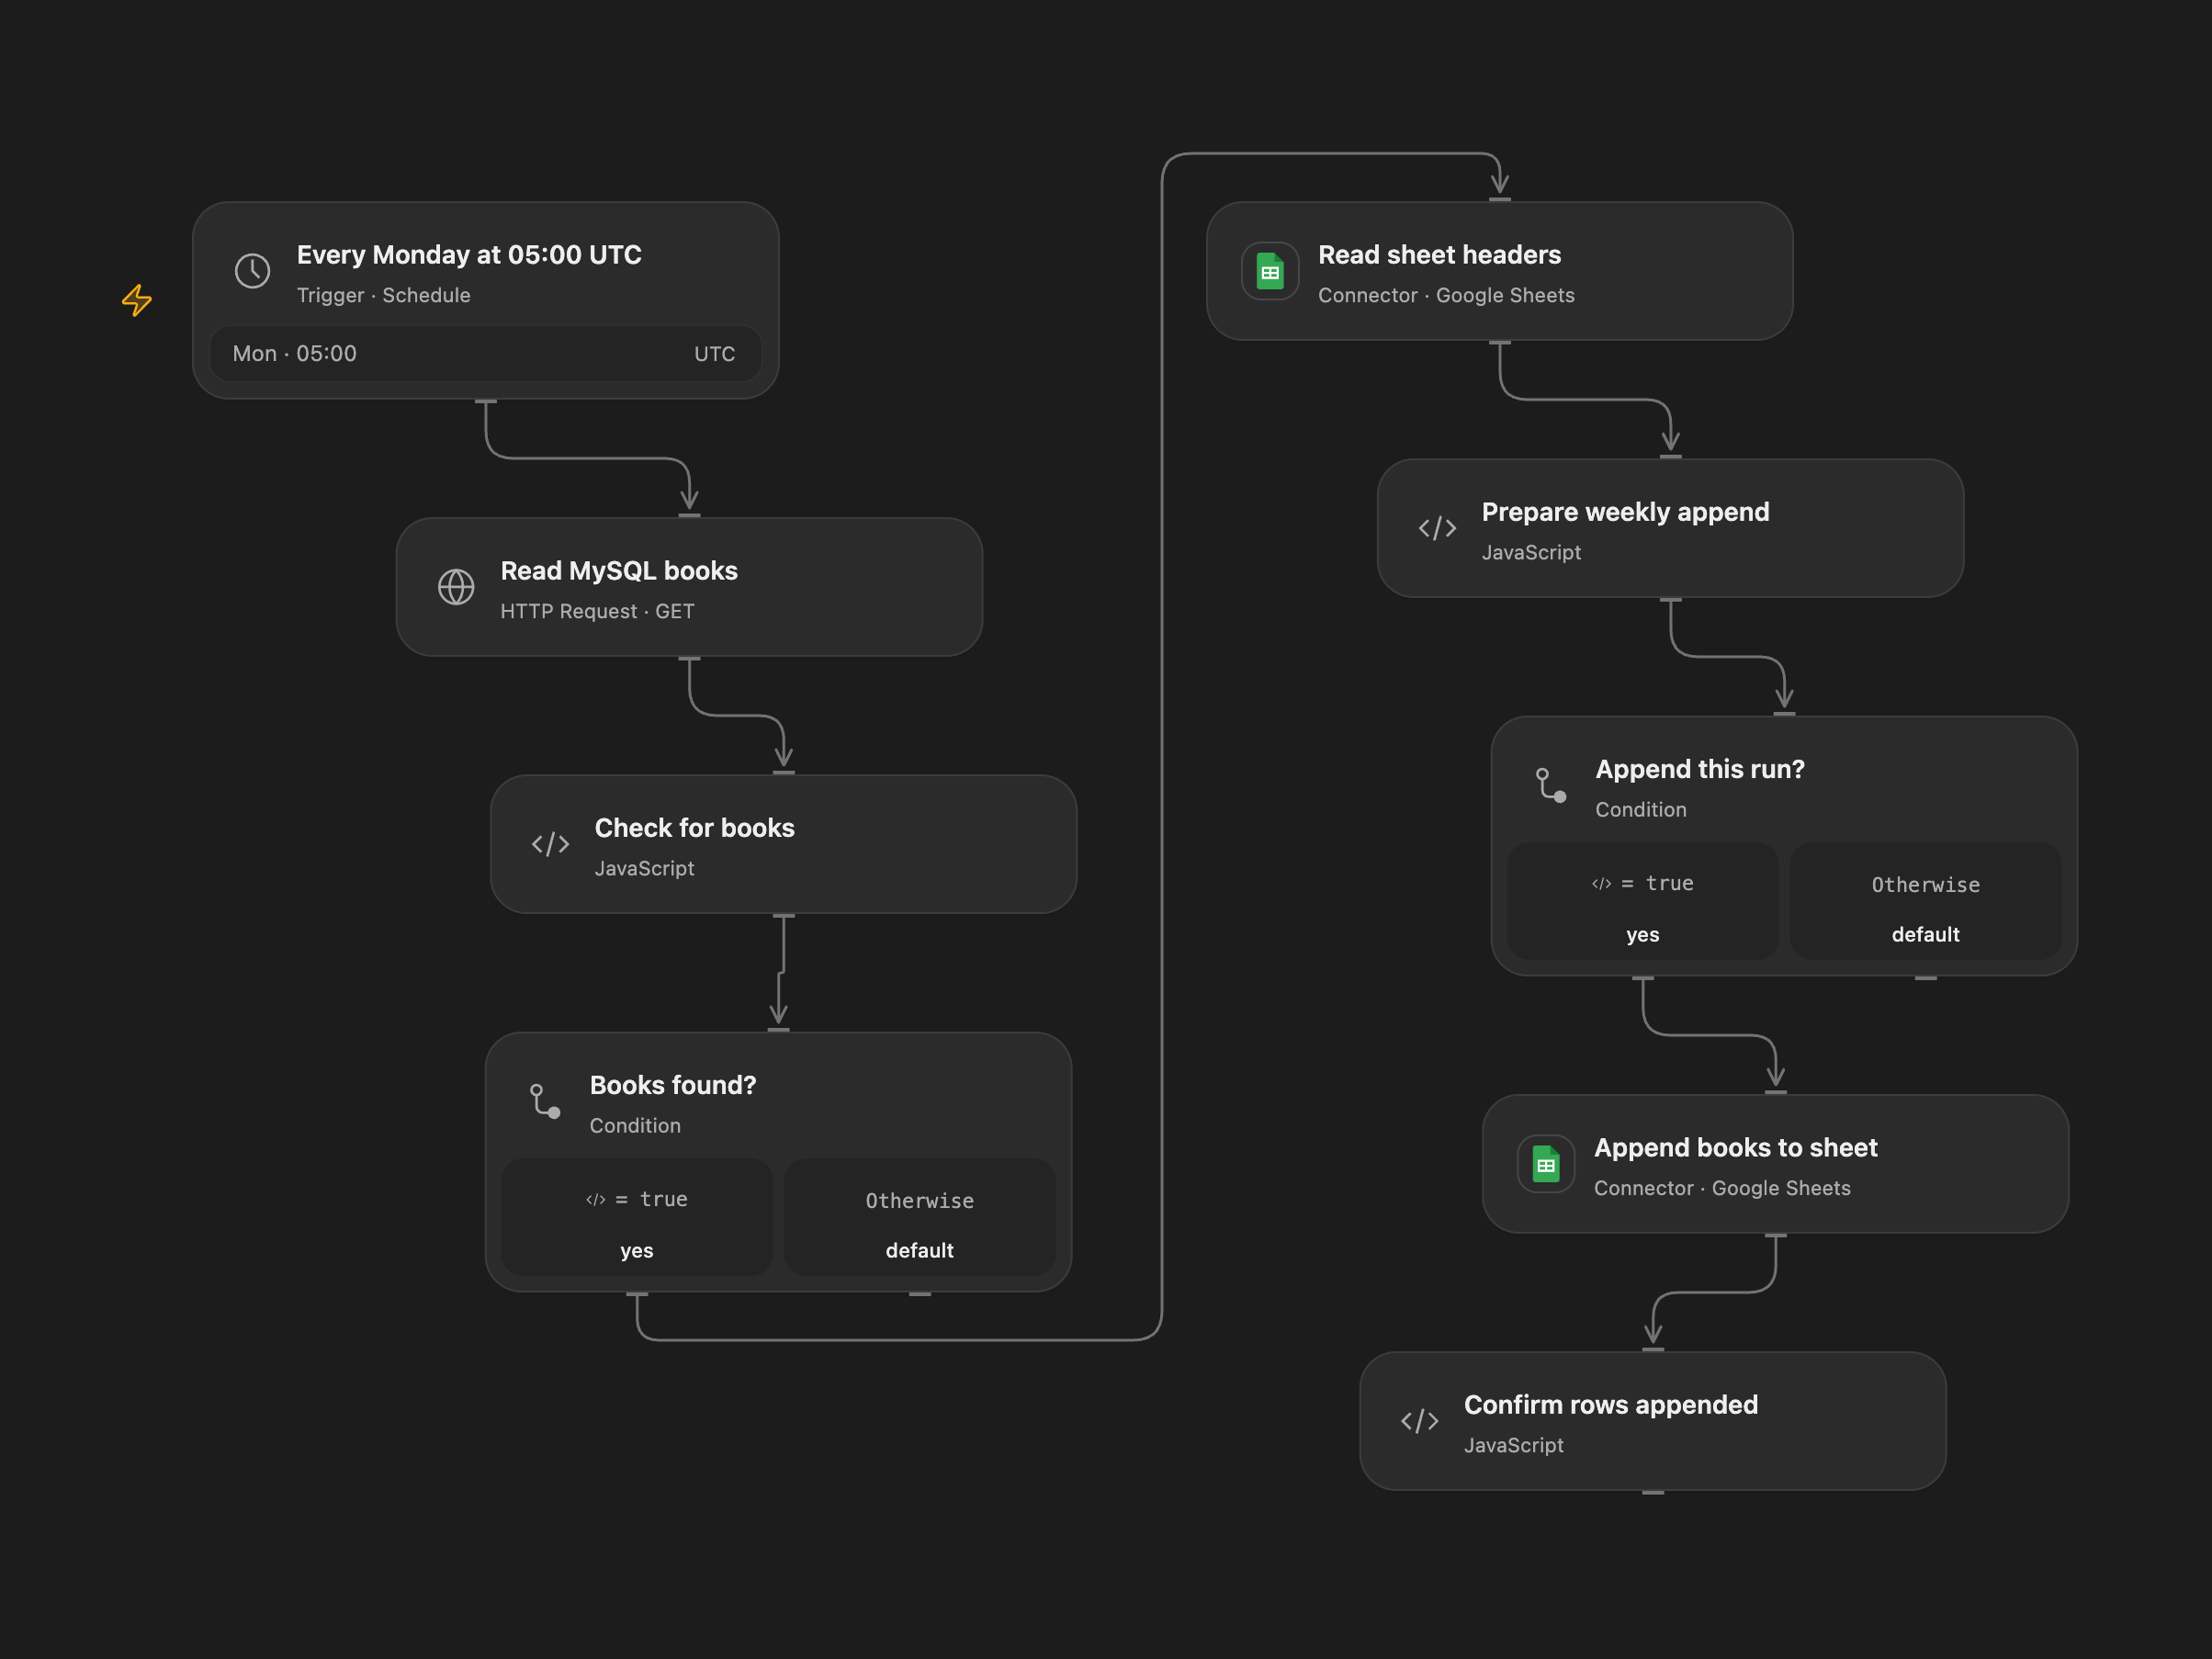 Every Monday at 05:00 UTC
Trigger · Schedule
Mon · 05:00
UTC
Read MySQL books
HTTP Request · GET
Check for books
JavaScript
Books found?
Condition
</> = true
yes
Otherwise
default
Read sheet headers
Connector · Google Sheets
Prepare weekly append
JavaScript
Append this run?
Condition
</> = true
yes
Otherwise
default
Append books to sheet
Connector · Google Sheets
Confirm rows appended
JavaScript